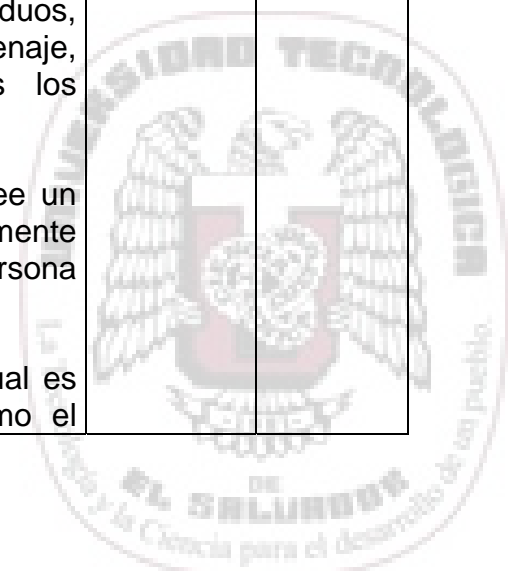 duos,
enaje,
s los
ee un
mente
ersona
ual es
mo el
UNIVERSIDAD TECNOLOGICA
DE
EL SALVADOR
La Tecnología y la Ciencia para el desarrollo de un pueblo.